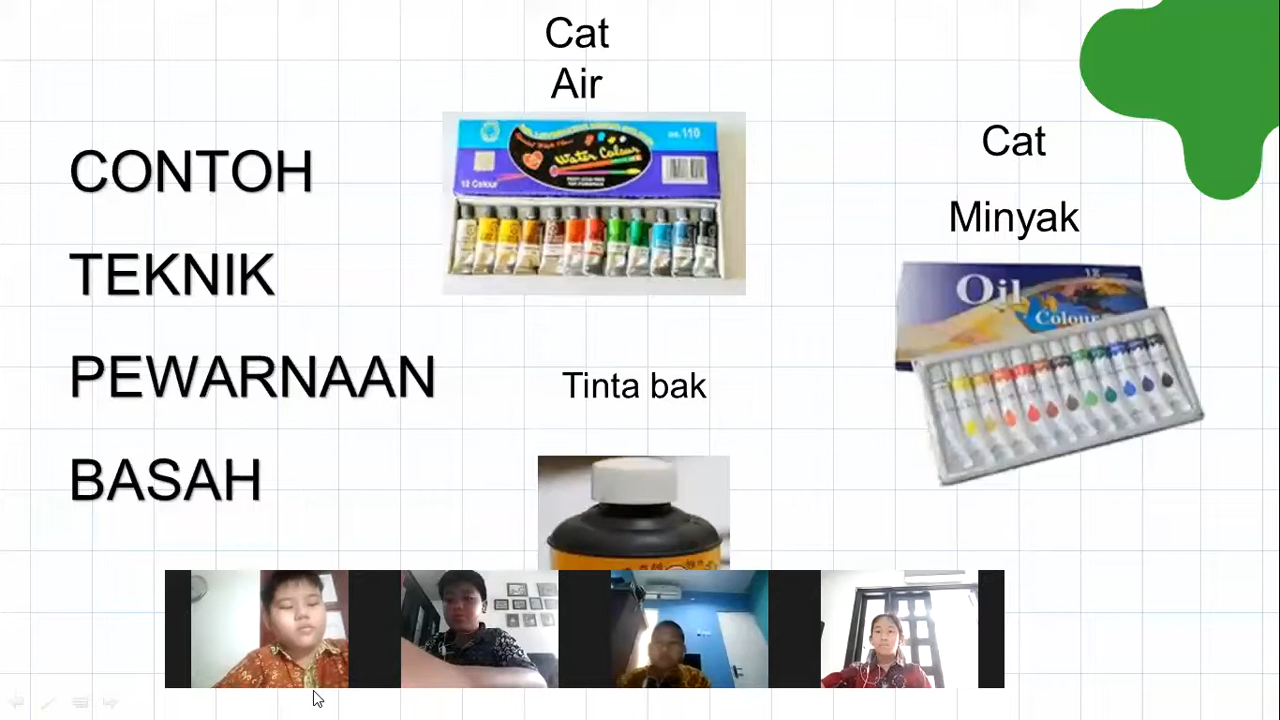 CONTOH
TEKNIK
PEWARNAAN
BASAH
Cat
Air
Water Colour
12 Colour
Tinta bak
Cat
Minyak
Oil
Colour